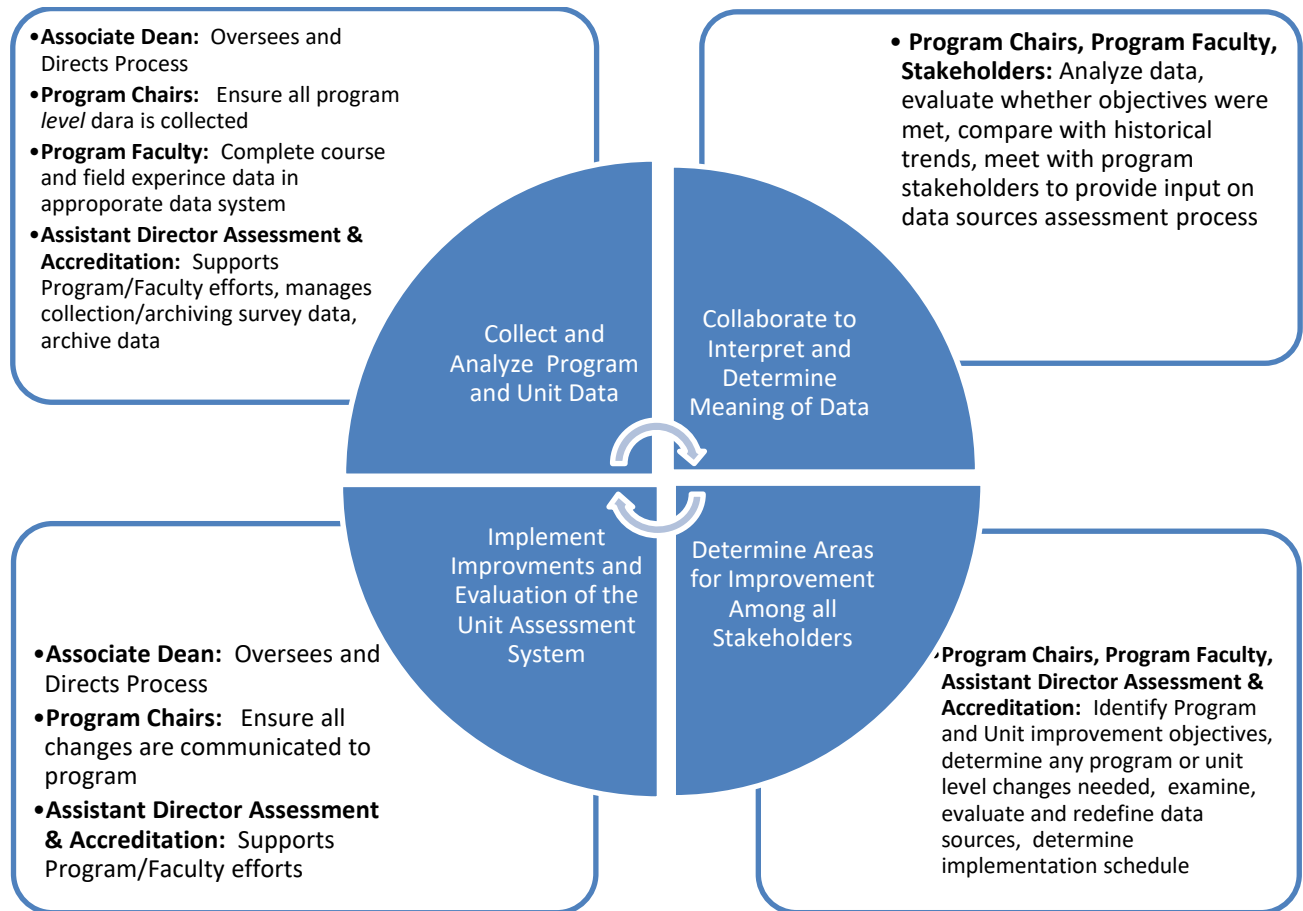 •Associate Dean:  Oversees and
Directs Process
•Program Chairs:   Ensure all program
level dara is collected
•Program Faculty:  Complete course
and field experince data in
approporate data system
•Assistant Director Assessment &
Accreditation:  Supports
Program/Faculty efforts, manages
collection/archiving survey data,
archive data
• Program Chairs, Program Faculty,
Stakeholders: Analyze data,
evaluate whether objectives were
met, compare with historical
trends, meet with program
stakeholders to provide input on
data sources assessment process
Collect and
Analyze  Program
and Unit Data
Collaborate to
Interpret and
Determine
Meaning of Data
Implement
Improvments and
Evaluation of the
Unit Assessment
System
Determine Areas
for Improvement
Among all
Stakeholders
•Associate Dean:  Oversees and
Directs Process
•Program Chairs:   Ensure all
changes are communicated to
program
•Assistant Director Assessment
& Accreditation:  Supports
Program/Faculty efforts
•Program Chairs, Program Faculty,
Assistant Director Assessment &
Accreditation:  Identify Program
and Unit improvement objectives,
determine any program or unit
level changes needed,  examine,
evaluate and redefine data
sources,  determine
implementation schedule